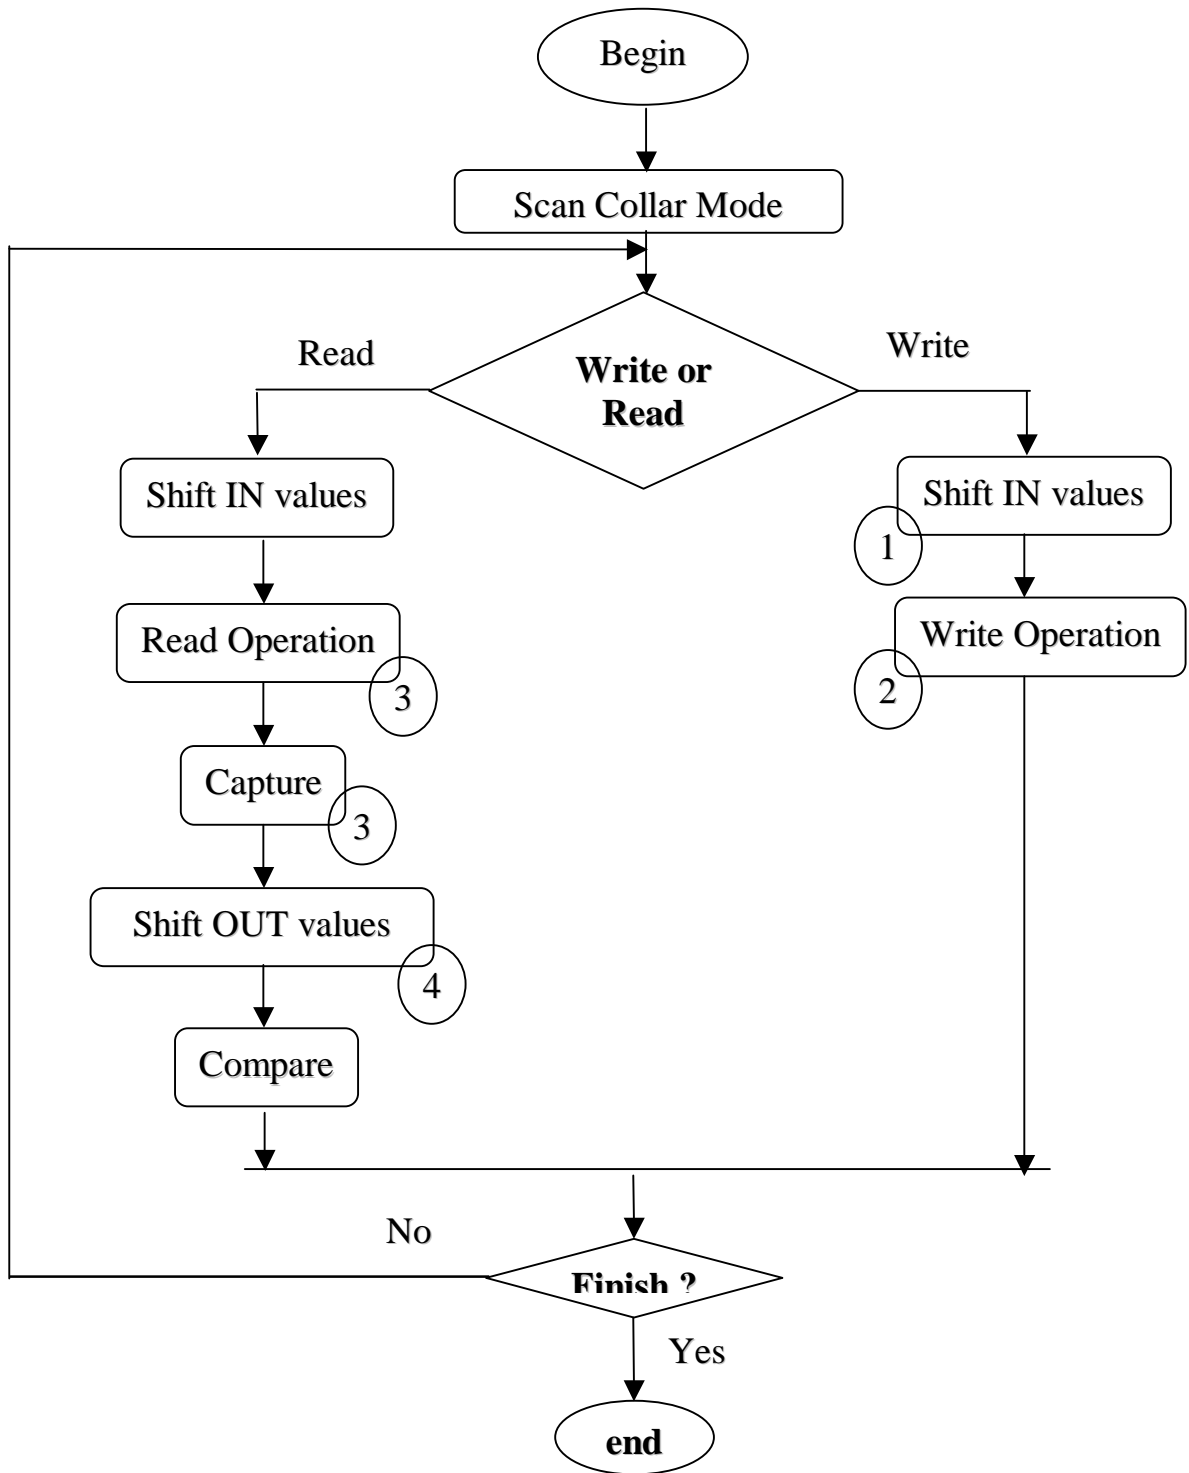 Begin
Scan Collar Mode
Read
Write
Write or
Read
Shift IN values
Shift IN values
1
Read Operation
Write Operation
3
2
Capture
3
Shift OUT values
4
Compare
No
Finish ?
Yes
end